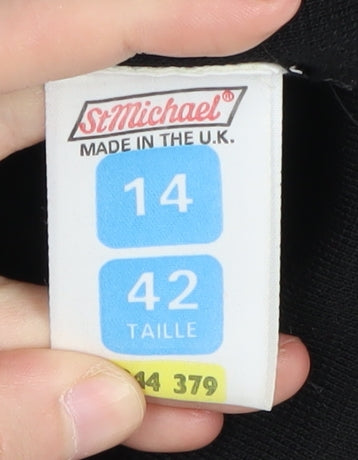 StMichael®
MADE IN THE U.K.
14
42
TAILLE
44 379